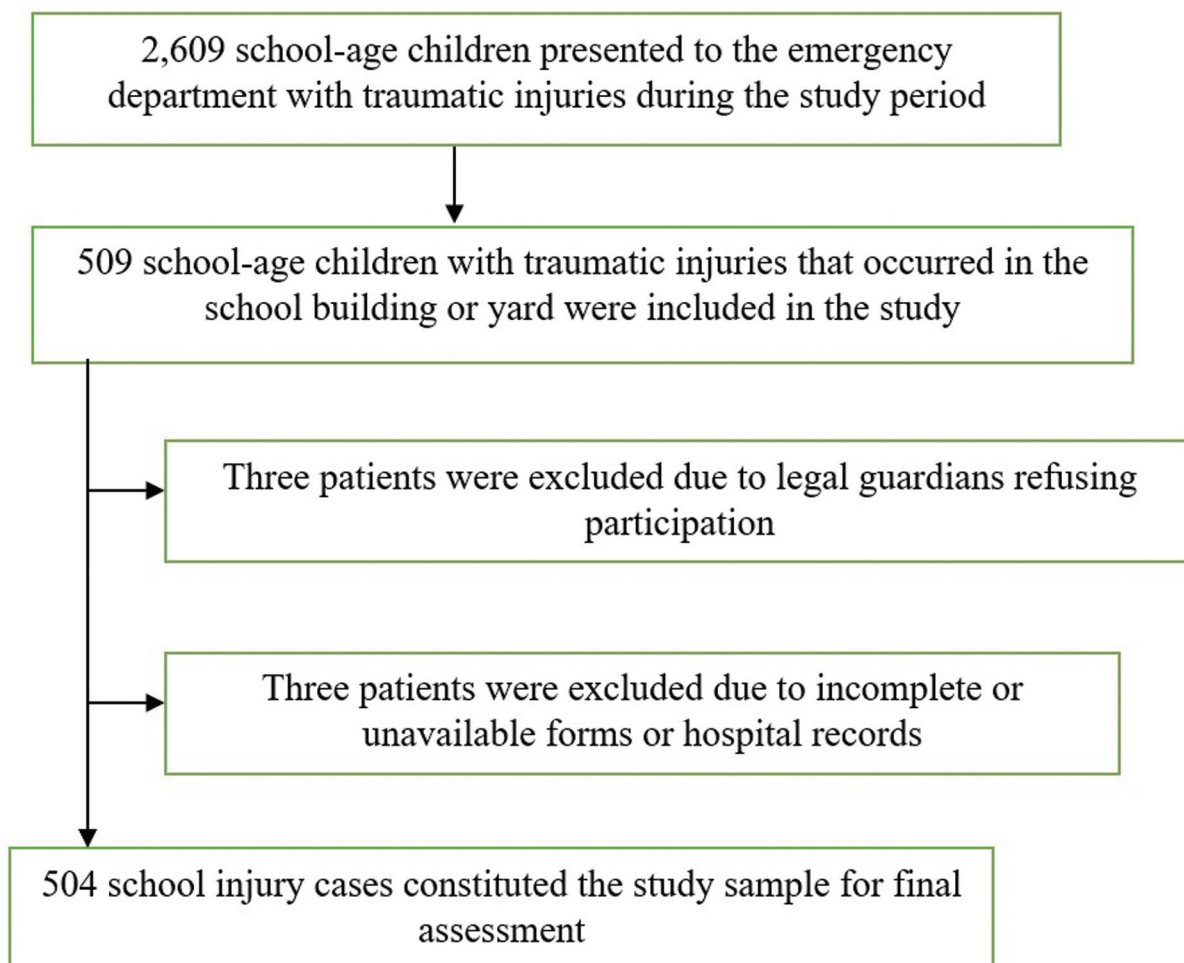 2,609 school-age children presented to the emergency
department with traumatic injuries during the study period
509 school-age children with traumatic injuries that occurred in the
school building or yard were included in the study
Three patients were excluded due to legal guardians refusing
participation
Three patients were excluded due to incomplete or
unavailable forms or hospital records
504 school injury cases constituted the study sample for final
assessment